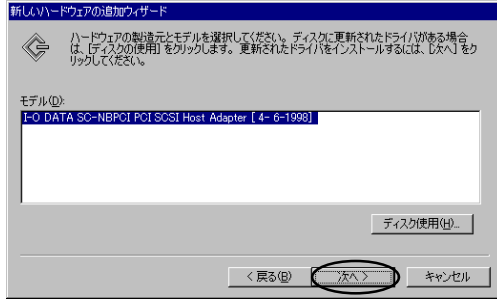 新しいハードウェアの追加ウィザード
ハードウェアの製造元とモデルを選択してください。ディスクに更新されたドライバがある場合
は、[ディスクの使用] をクリックします。更新されたドライバをインストールするには、[次へ] をク
リックしてください。
モデル(D):
I-O DATA SC-NBPCI PCI SCSI Host Adapter [ 4- 6-1998]
ディスク使用(H)...
< 戻る(B)
次へ >
キャンセル